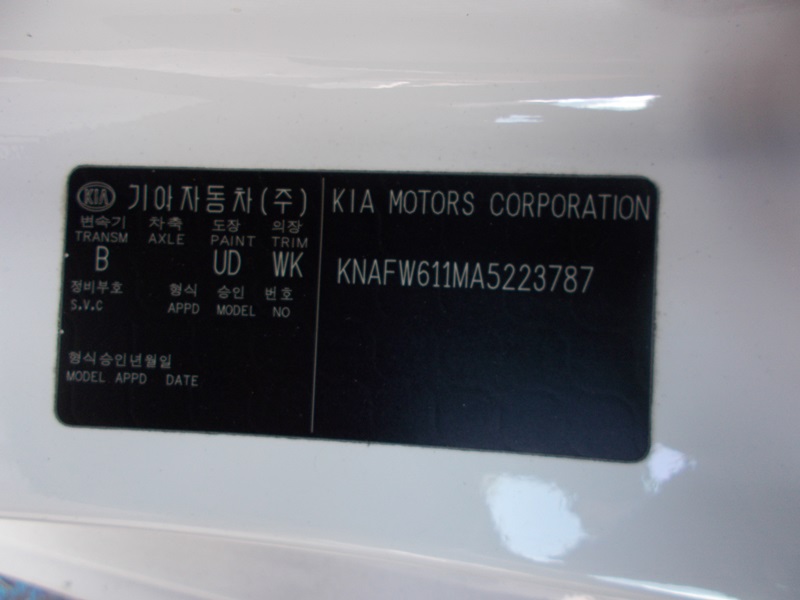 KIA 기아자동차(주)
변속기 차축 도장 의장
TRANSM AXLE PAINT TRIM
B UD WK
정비부호 형식 승인 번호
S.V.C APPD MODEL NO
형식승인년월일
MODEL APPD DATE
KIA MOTORS CORPORATION
KNAFW611MA5223787